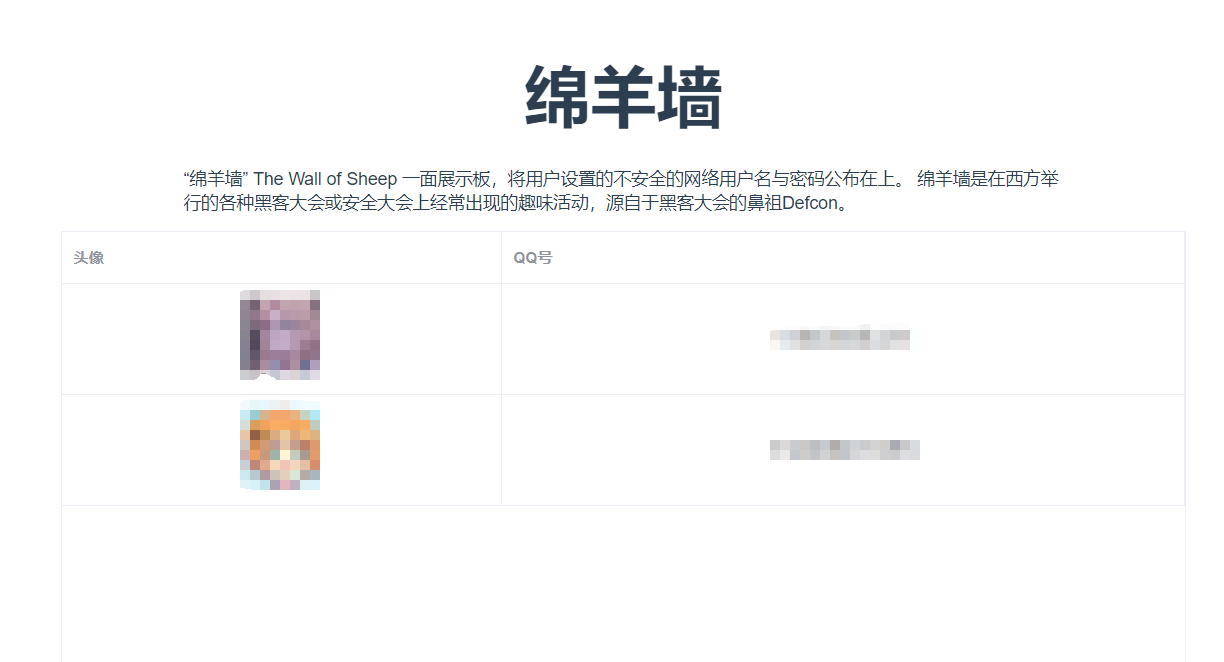 绵羊墙
“绵羊墙” The Wall of Sheep 一面展示板，将用户设置的不安全的网络用户名与密码公布在上。 绵羊墙是在西方举
行的各种黑客大会或安全大会上经常出现的趣味活动，源自于黑客大会的鼻祖Defcon。
头像
QQ号